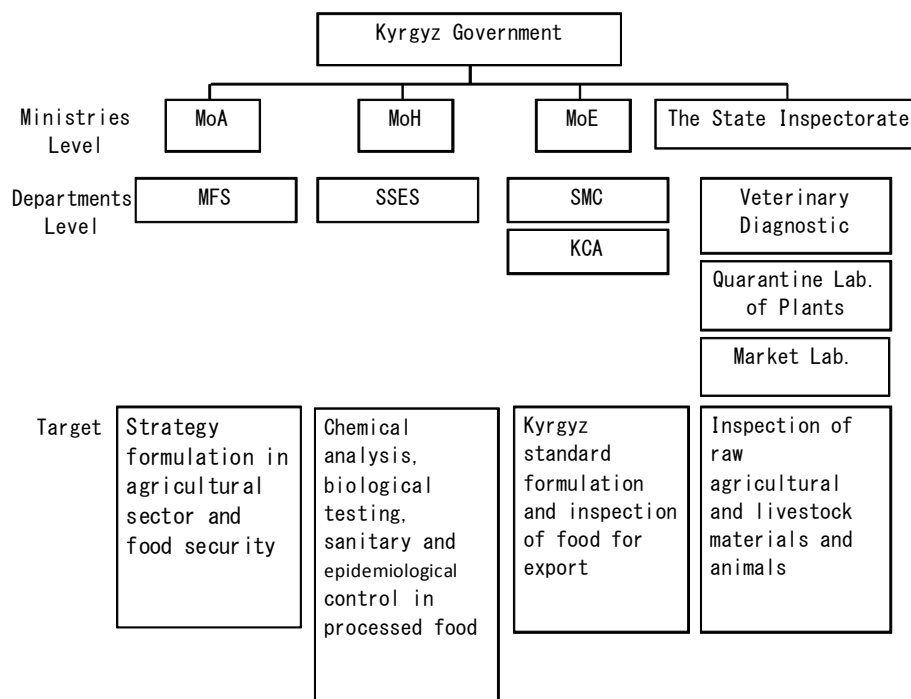 Kyrgyz Government
Ministries
Level
MoA
MoH
MoE
The State Inspectorate
Departments
Level
MFS
SSES
SMC
KCA
Veterinary
Diagnostic
Quarantine Lab.
of Plants
Market Lab.
Target
Strategy
formulation in
agricultural
sector and
food security
Chemical
analysis,
biological
testing,
sanitary and
epidemiological
control in
processed food
Kyrgyz
standard
formulation
and inspection
of food for
export
Inspection of
raw
agricultural
and livestock
materials and
animals